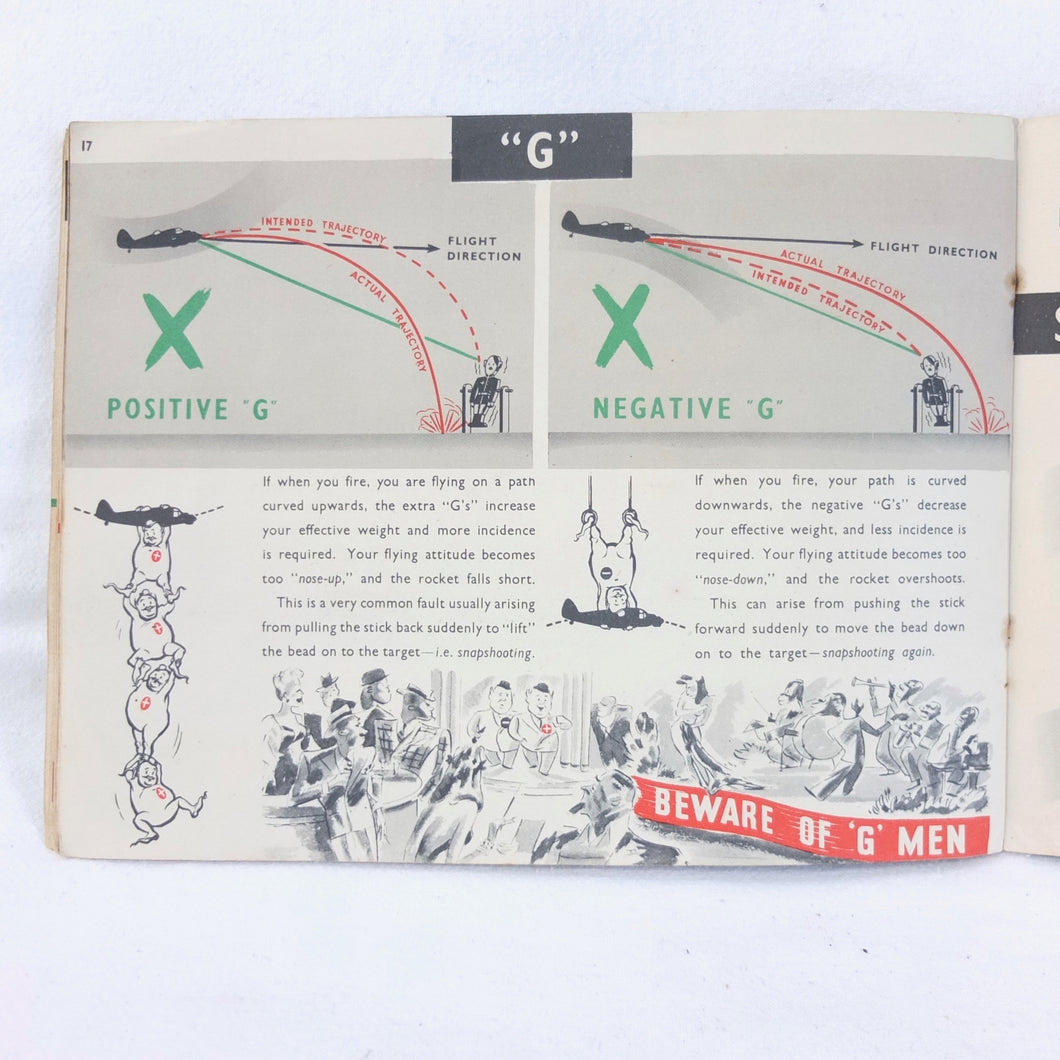 17
“G”
INTENDED TRAJECTORY
FLIGHT
DIRECTION
ACTUAL TRAJECTORY
POSITIVE "G"
FLIGHT DIRECTION
ACTUAL TRAJECTORY
INTENDED TRAJECTORY
NEGATIVE "G"
If when you fire, you are flying on a path
curved upwards, the extra “G’s” increase
your effective weight and more incidence
is required. Your flying attitude becomes
too “nose-up,” and the rocket falls short.
This is a very common fault usually arising
from pulling the stick back suddenly to “lift”
the bead on to the target—i.e. snapshooting.
If when you fire, your path is curved
downwards, the negative “G’s” decrease
your effective weight, and less incidence is
required. Your flying attitude becomes too
“nose-down,” and the rocket overshoots.
This can arise from pushing the stick
forward suddenly to move the bead down
on to the target—snapshooting again.
BEWARE OF ‘G’ MEN
S